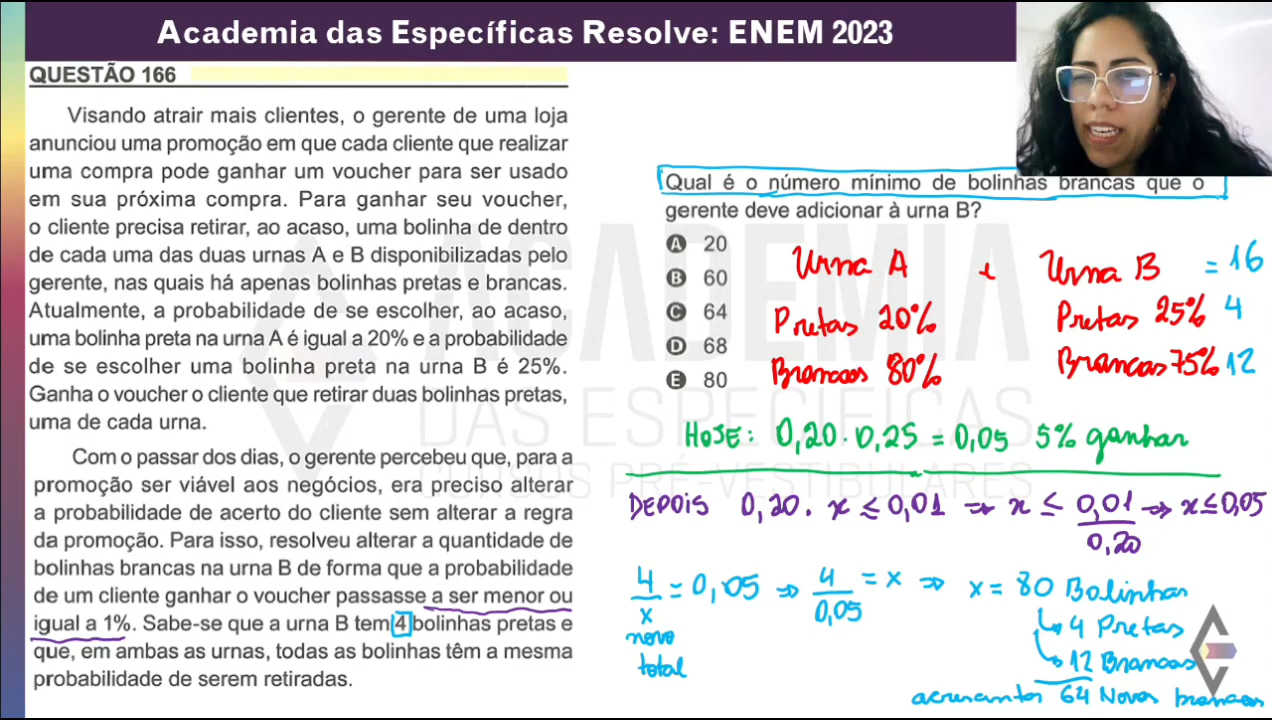 Academia das Específicas Resolve: ENEM 2023
QUESTÃO 166
Visando atrair mais clientes, o gerente de uma loja
anunciou uma promoção em que cada cliente que realizar
uma compra pode ganhar um voucher para ser usado
em sua próxima compra. Para ganhar seu voucher,
o cliente precisa retirar, ao acaso, uma bolinha de dentro
de cada uma das duas urnas A e B disponibilizadas pelo
gerente, nas quais há apenas bolinhas pretas e brancas.
Atualmente, a probabilidade de se escolher, ao acaso,
uma bolinha preta na urna A é igual a 20% e a probabilidade
de se escolher uma bolinha preta na urna B é 25%.
Ganha o voucher o cliente que retirar duas bolinhas pretas,
uma de cada urna.
Com o passar dos dias, o gerente percebeu que, para a
promoção ser viável aos negócios, era preciso alterar
a probabilidade de acerto do cliente sem alterar a regra
da promoção. Para isso, resolveu alterar a quantidade de
bolinhas brancas na urna B de forma que a probabilidade
de um cliente ganhar o voucher passasse a ser menor ou
igual a 1%. Sabe-se que a urna B tem 4 bolinhas pretas e
que, em ambas as urnas, todas as bolinhas têm a mesma
probabilidade de serem retiradas.
Qual é o número mínimo de bolinhas brancas que o
gerente deve adicionar à urna B?
A 20
B 60
C 64
D 68
E 80
Urna A e Urna B = 16
Pretas 20% Pretas 25% 4
Brancas 80% Brancas 75% 12
HOJE: 0,20 . 0,25 = 0,05 5% ganhar
DEPOIS 0,20 . x ≤ 0,01 ⇒ x ≤ 0,01/0,20 ⇒ x ≤ 0,05
4/x = 0,05 ⇒ 4/0,05 = x ⇒ x = 80 Bolinhas
novo
total
↳ 4 Pretas
↳ 12 Brancas
64 Novas brancas
ACADEMIA
DAS ESPECÍFICAS
CURSOS PRÉ-VESTIBULARES